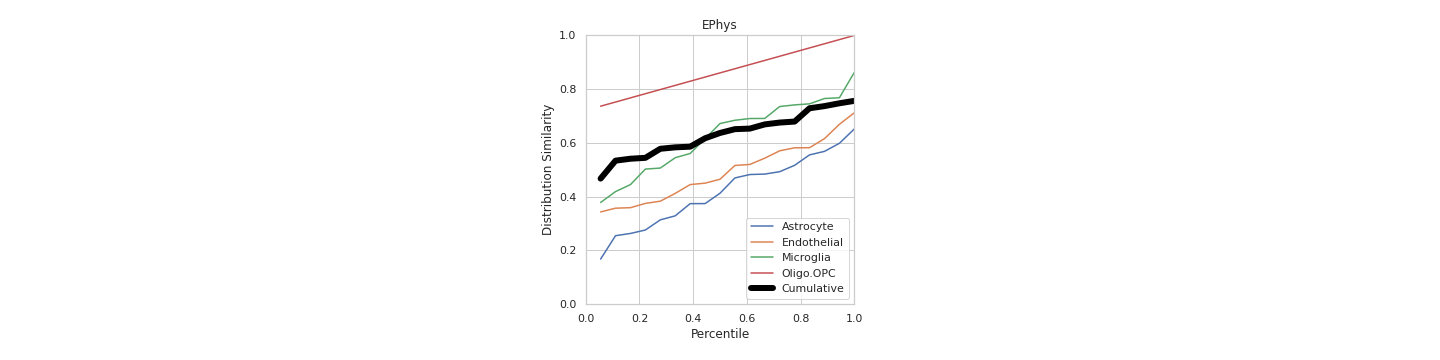 EPhys
1.0
0.8
0.6
0.4
0.2
0.0
Distribution Similarity
Astrocyte
Endothelial
Microglia
Oligo.OPC
Cumulative
0.0 0.2 0.4 0.6 0.8 1.0
Percentile